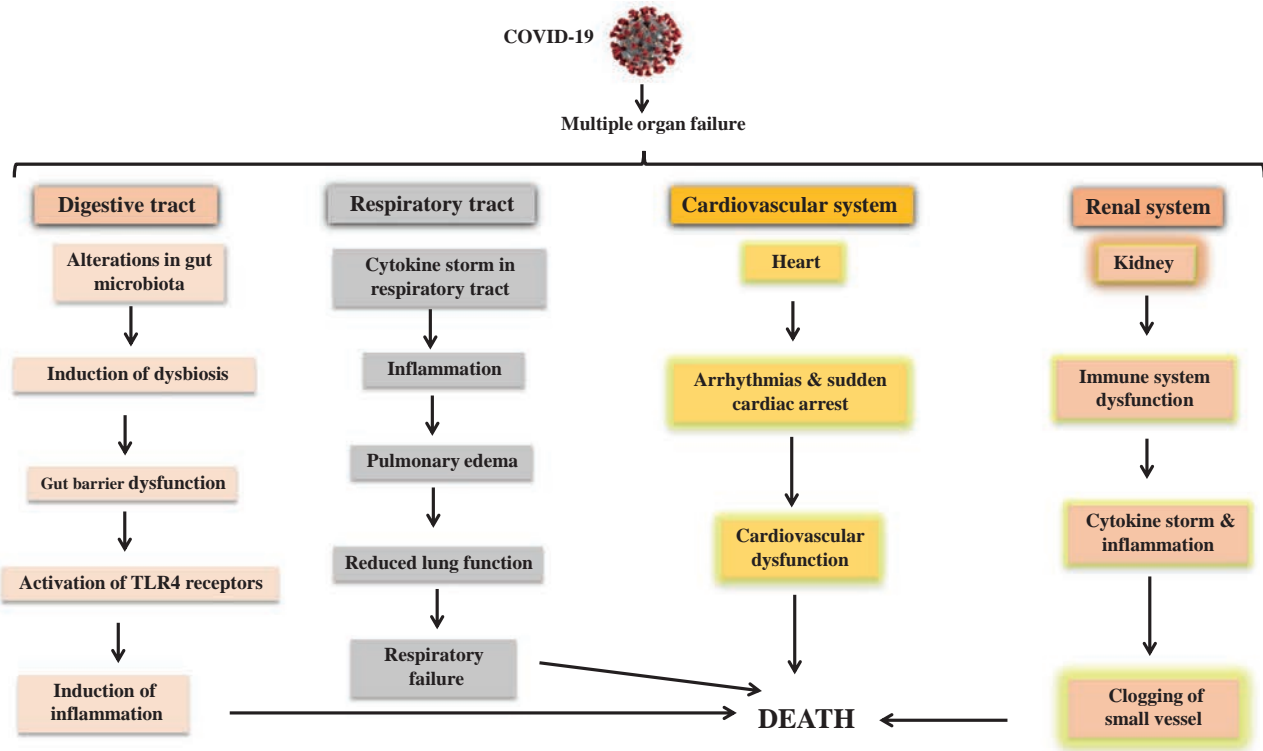 COVID-19
Multiple organ failure
Digestive tract
Alterations in gut
microbiota
Induction of dysbiosis
Gut barrier dysfunction
Activation of TLR4 receptors
Induction of
inflammation
Respiratory tract
Cytokine storm in
respiratory tract
Inflammation
Pulmonary edema
Reduced lung function
Respiratory
failure
Cardiovascular system
Heart
Arrhythmias & sudden
cardiac arrest
Cardiovascular
dysfunction
DEATH
Renal system
Kidney
Immune system
dysfunction
Cytokine storm &
inflammation
Clogging of
small vessel